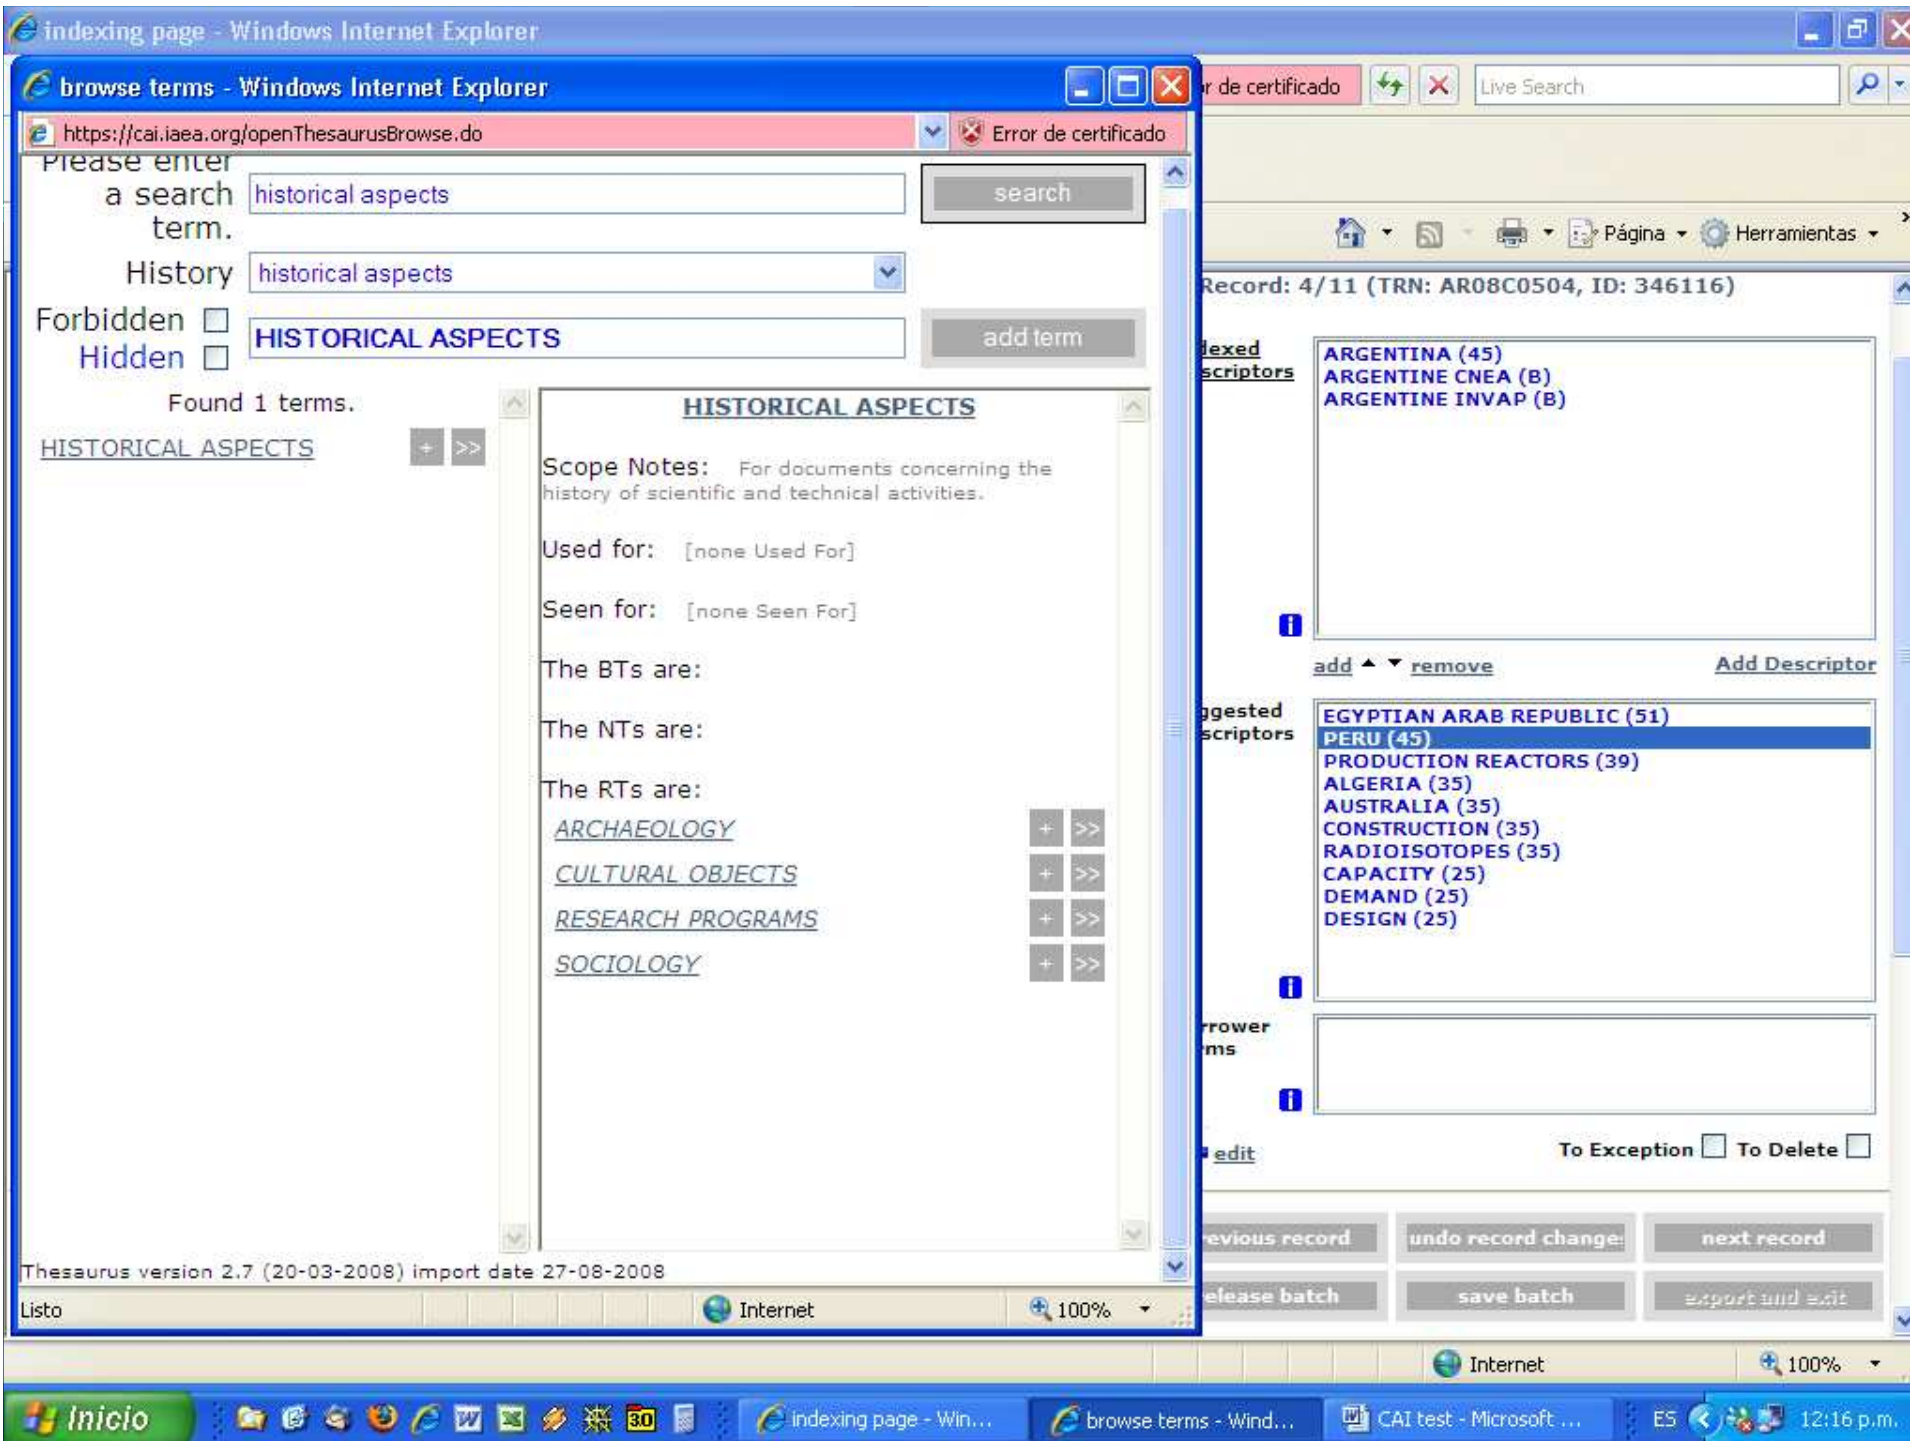 indexing page - Windows Internet Explorer
browse terms - Windows Internet Explorer
https://cai.iaea.org/openThesaurusBrowse.do
Error de certificado
Please enter
a search
term.
historical aspects
search
History
historical aspects
Forbidden
Hidden
HISTORICAL ASPECTS
add term
Found 1 terms.
HISTORICAL ASPECTS
+ >>
HISTORICAL ASPECTS
Scope Notes: For documents concerning the
history of scientific and technical activities.
Used for: [none Used For]
Seen for: [none Seen For]
The BTs are:
The NTs are:
The RTs are:
ARCHAEOLOGY + >>
CULTURAL OBJECTS + >>
RESEARCH PROGRAMS + >>
SOCIOLOGY + >>
Thesaurus version 2.7 (20-03-2008) import date 27-08-2008
Listo
Internet
100%
r de certificado
Live Search
Página
Herramientas
»
Record: 4/11 (TRN: AR08C0504, ID: 346116)
dexed
scriptors
ARGENTINA (45)
ARGENTINE CNEA (B)
ARGENTINE INVAP (B)
i
add remove
Add Descriptor
ggested
scriptors
EGYPTIAN ARAB REPUBLIC (51)
PERU (45)
PRODUCTION REACTORS (39)
ALGERIA (35)
AUSTRALIA (35)
CONSTRUCTION (35)
RADIOISOTOPES (35)
CAPACITY (25)
DEMAND (25)
DESIGN (25)
i
rrower
ms
i
edit
To Exception To Delete
revious record
undo record change
next record
elease batch
save batch
export and exit
Internet
100%
Inicio
30
indexing page - Win...
browse terms - Wind...
CAI test - Microsoft ...
ES
12:16 p.m.